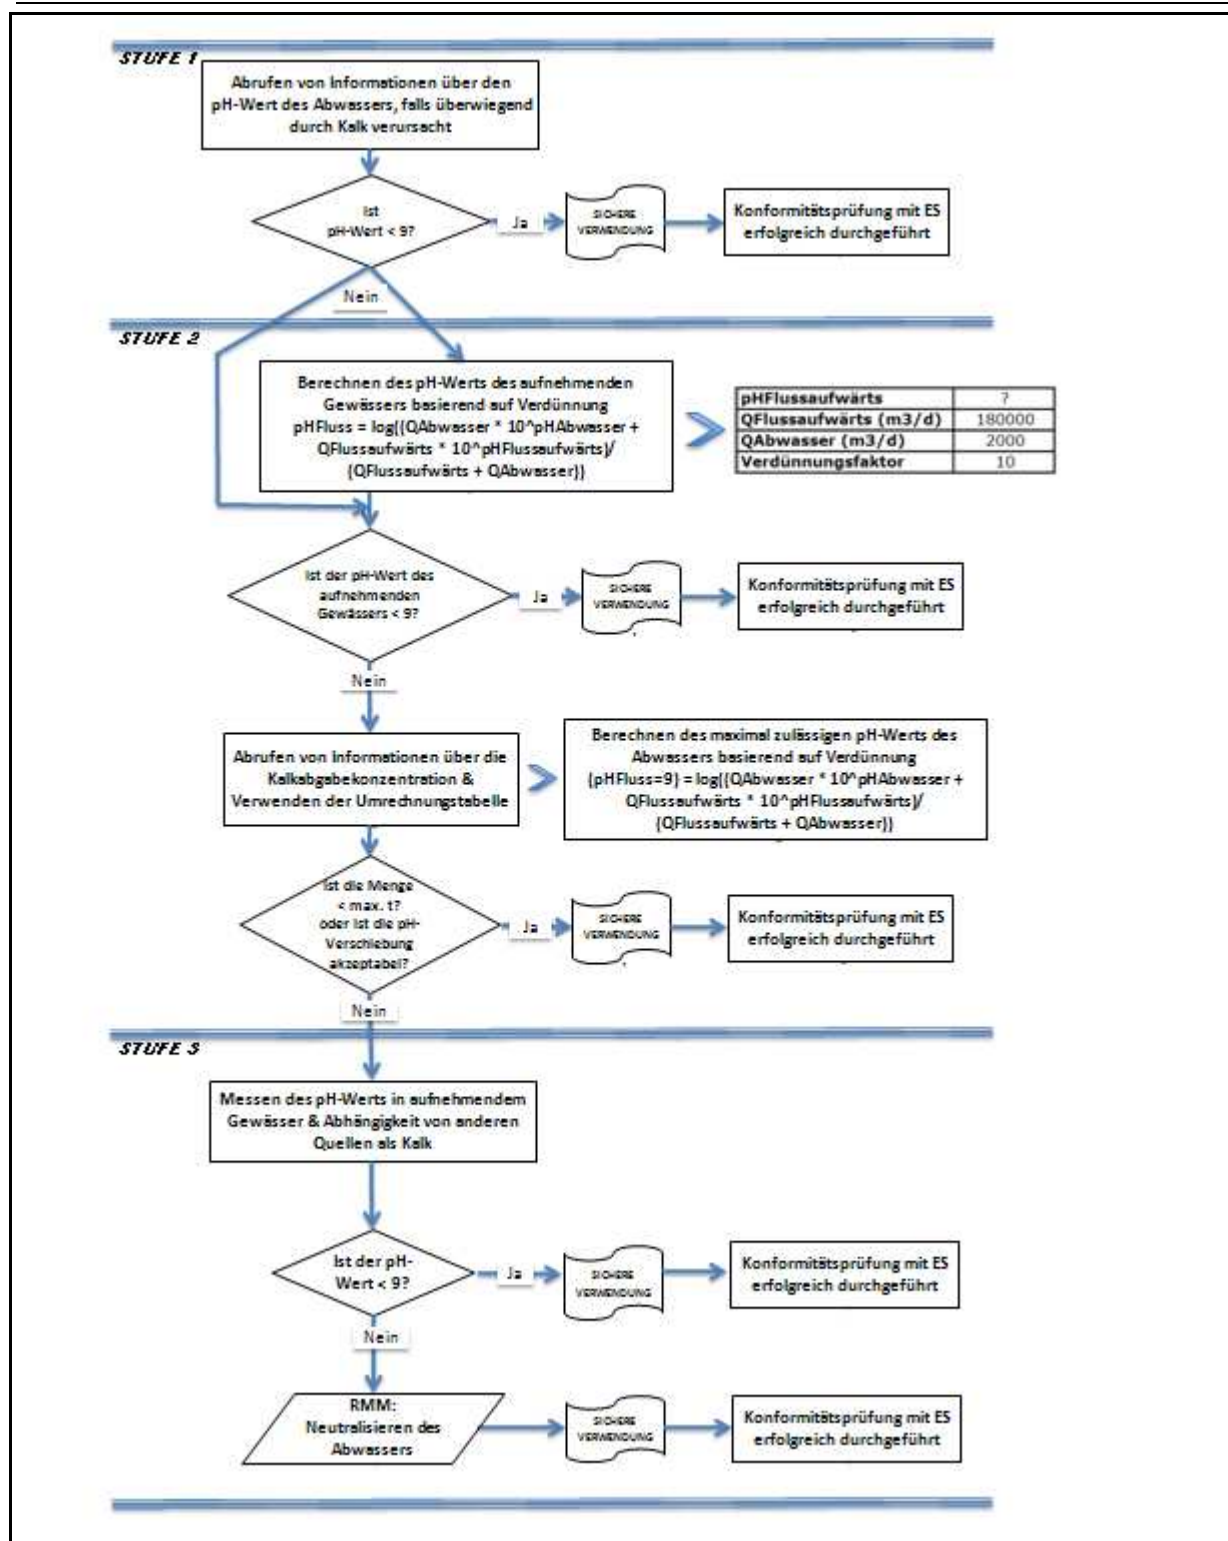 STUFE 1
Abrufen von Informationen über den
pH-Wert des Abwassers, falls überwiegend
durch Kalk verursacht
Ist
pH-Wert < 9?
Ja
SICHERE
VERWENDUNG
Konformitätsprüfung mit ES
erfolgreich durchgeführt
Nein
STUFE 2
Berechnen des pH-Werts des aufnehmenden
Gewässers basierend auf Verdünnung
pHFluss = log((QAbwasser * 10^pHAbwasser +
QFlussaufwärts * 10^pHFlussaufwärts)/
(QFlussaufwärts + QAbwasser))
pHFlussaufwärts ?
QFlussaufwärts (m3/d) 180000
QAbwasser (m3/d) 2000
Verdünnungsfaktor 10
Ist der pH-Wert des
aufnehmenden
Gewässers < 9?
Ja
SICHERE
VERWENDUNG
Konformitätsprüfung mit ES
erfolgreich durchgeführt
Nein
Abrufen von Informationen über die
Kalkabgabekonzentration &
Verwenden der Umrechnungstabelle
Berechnen des maximal zulässigen pH-Werts des
Abwassers basierend auf Verdünnung
(pHFluss=9) = log((QAbwasser * 10^pHAbwasser +
QFlussaufwärts * 10^pHFlussaufwärts)/
(QFlussaufwärts + QAbwasser))
Ist die Menge
< max. t?
oder ist die pH-
Verschiebung
akzeptabel?
Ja
SICHERE
VERWENDUNG
Konformitätsprüfung mit ES
erfolgreich durchgeführt
Nein
STUFE 3
Messen des pH-Werts in aufnehmendem
Gewässer & Abhängigkeit von anderen
Quellen als Kalk
Ist der pH-
Wert < 9?
Ja
SICHERE
VERWENDUNG
Konformitätsprüfung mit ES
erfolgreich durchgeführt
Nein
RMM:
Neutralisieren des
Abwassers
SICHERE
VERWENDUNG
Konformitätsprüfung mit ES
erfolgreich durchgeführt